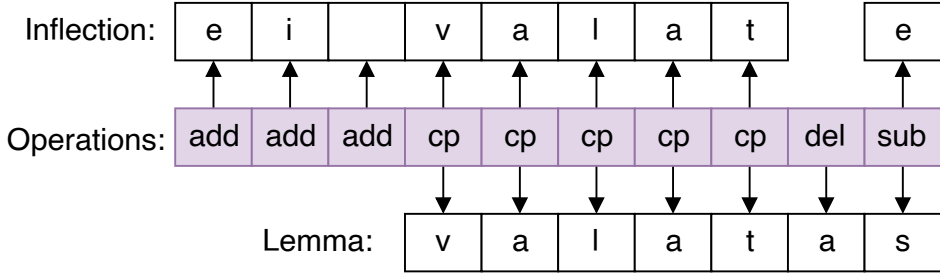 Inflection: e i v a l a t e
Operations: add add add cp cp cp cp cp del sub
Lemma: v a l a t a s